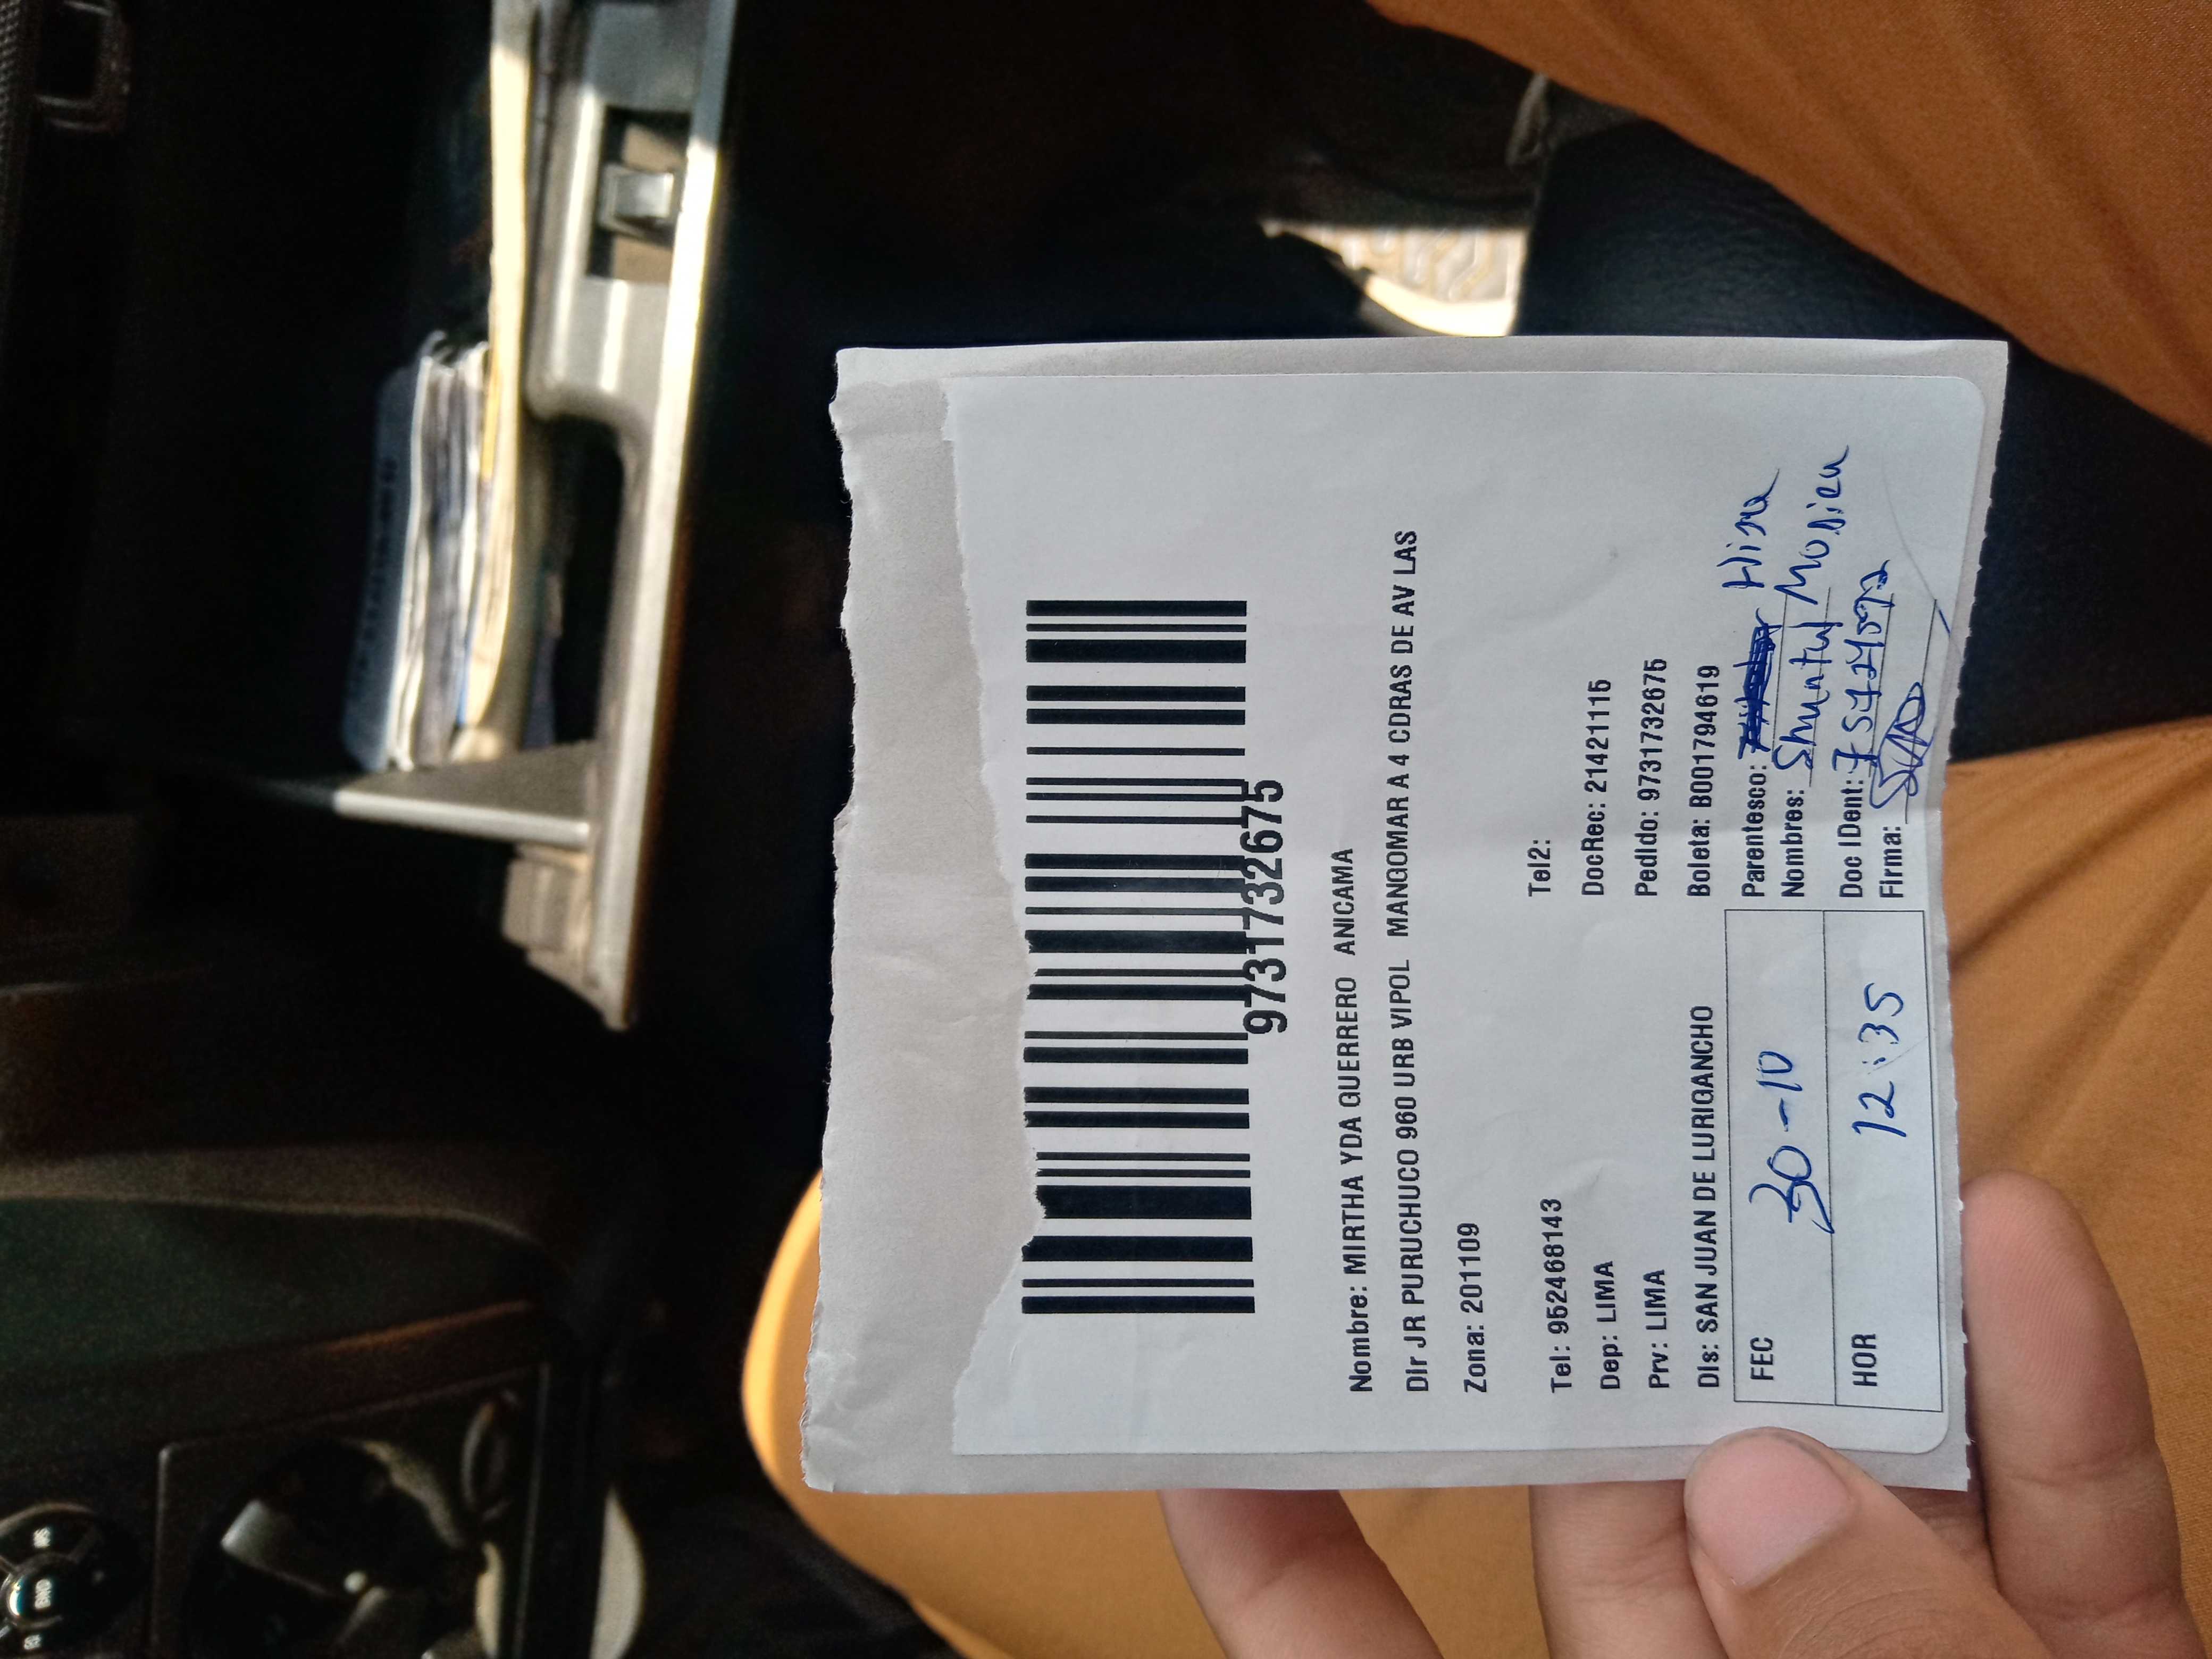 9731732675
Nombre: MIRTHA YDA GUERRERO ANICAMA
Dir JR PURUCHUCO 960 URB VIPOL MANGOMAR A 4 CDRAS DE AV LAS
Zona: 201109
Tel: 952468143 Tel2:
Dep: LIMA DocRec: 21421115
Prv: LIMA Pedido: 9731732675
Dis: SAN JUAN DE LURIGANCHO Boleta: B001794619
FEC 30-10
HOR 12:35
Parentesco: Hija
Nombres:
Doc IDent:
Firma: